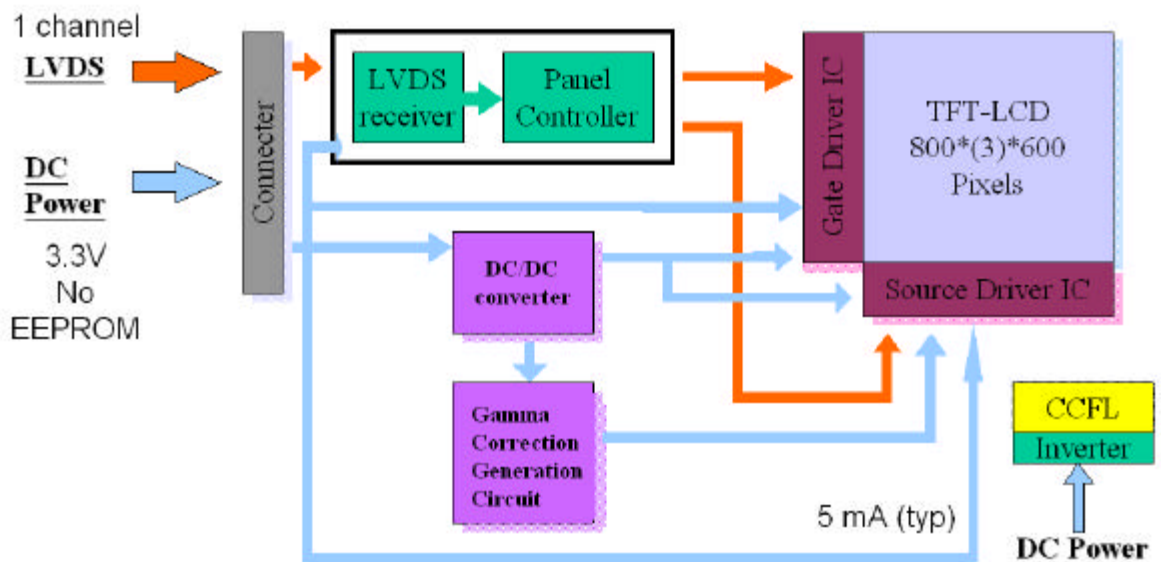 1 channel
LVDS
DC
Power
3.3V
No
EEPROM
Connecter
LVDS
receiver
Panel
Controller
DC/DC
converter
Gamma
Correction
Generation
Circuit
Gate Driver IC
TFT-LCD
800*(3)*600
Pixels
Source Driver IC
5 mA (typ)
CCFL
Inverter
DC Power